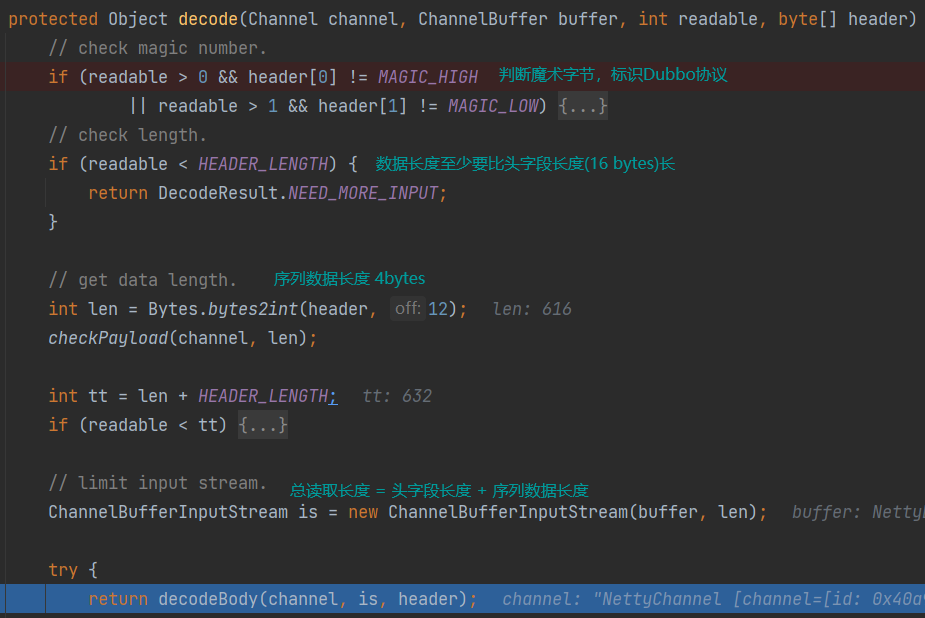 protected Object decode(Channel channel, ChannelBuffer buffer, int readable, byte[] header)
// check magic number.
if (readable > 0 && header[0] != MAGIC_HIGH 判断魔术字节，标识Dubbo协议
|| readable > 1 && header[1] != MAGIC_LOW) {...}
// check length.
if (readable < HEADER_LENGTH) { 数据长度至少要比头字段长度(16 bytes)长
return DecodeResult.NEED_MORE_INPUT;
}
// get data length. 序列数据长度 4bytes
int len = Bytes.bytes2int(header, off: 12); len: 616
checkPayload(channel, len);
int tt = len + HEADER_LENGTH; tt: 632
if (readable < tt) {...}
// limit input stream. 总读取长度 = 头字段长度 + 序列数据长度
ChannelBufferInputStream is = new ChannelBufferInputStream(buffer, len); buffer: Netty
try {
return decodeBody(channel, is, header); channel: "NettyChannel [channel=[id: 0x40a